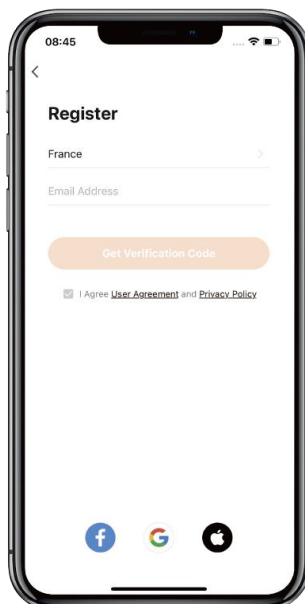 08:45
Register
France
Email Address
Get Verification Code
I Agree User Agreement and Privacy Policy